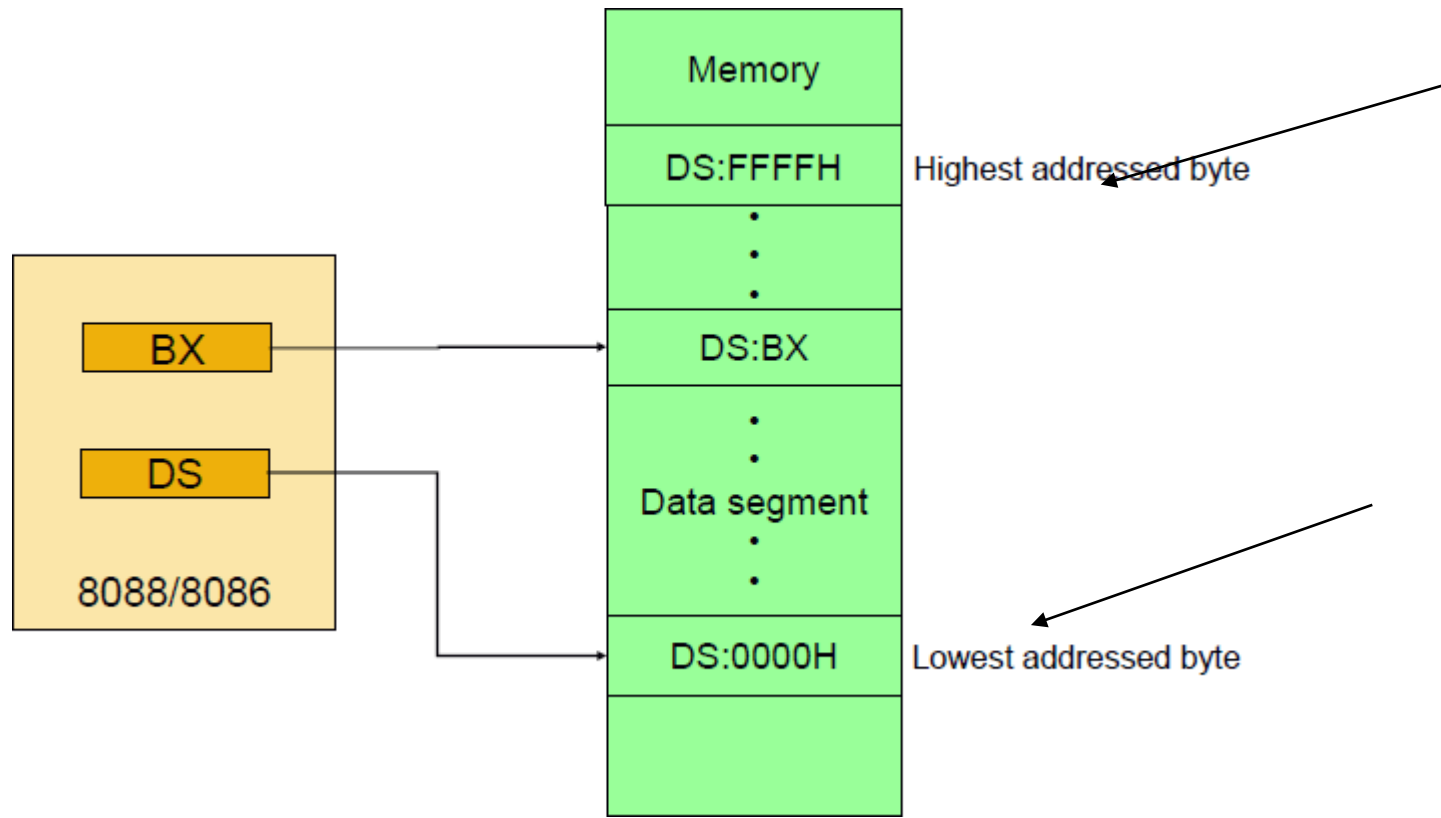 Memory
DS:FFFFH Highest addressed byte
BX
DS:BX
DS
Data segment
8088/8086
DS:0000H Lowest addressed byte